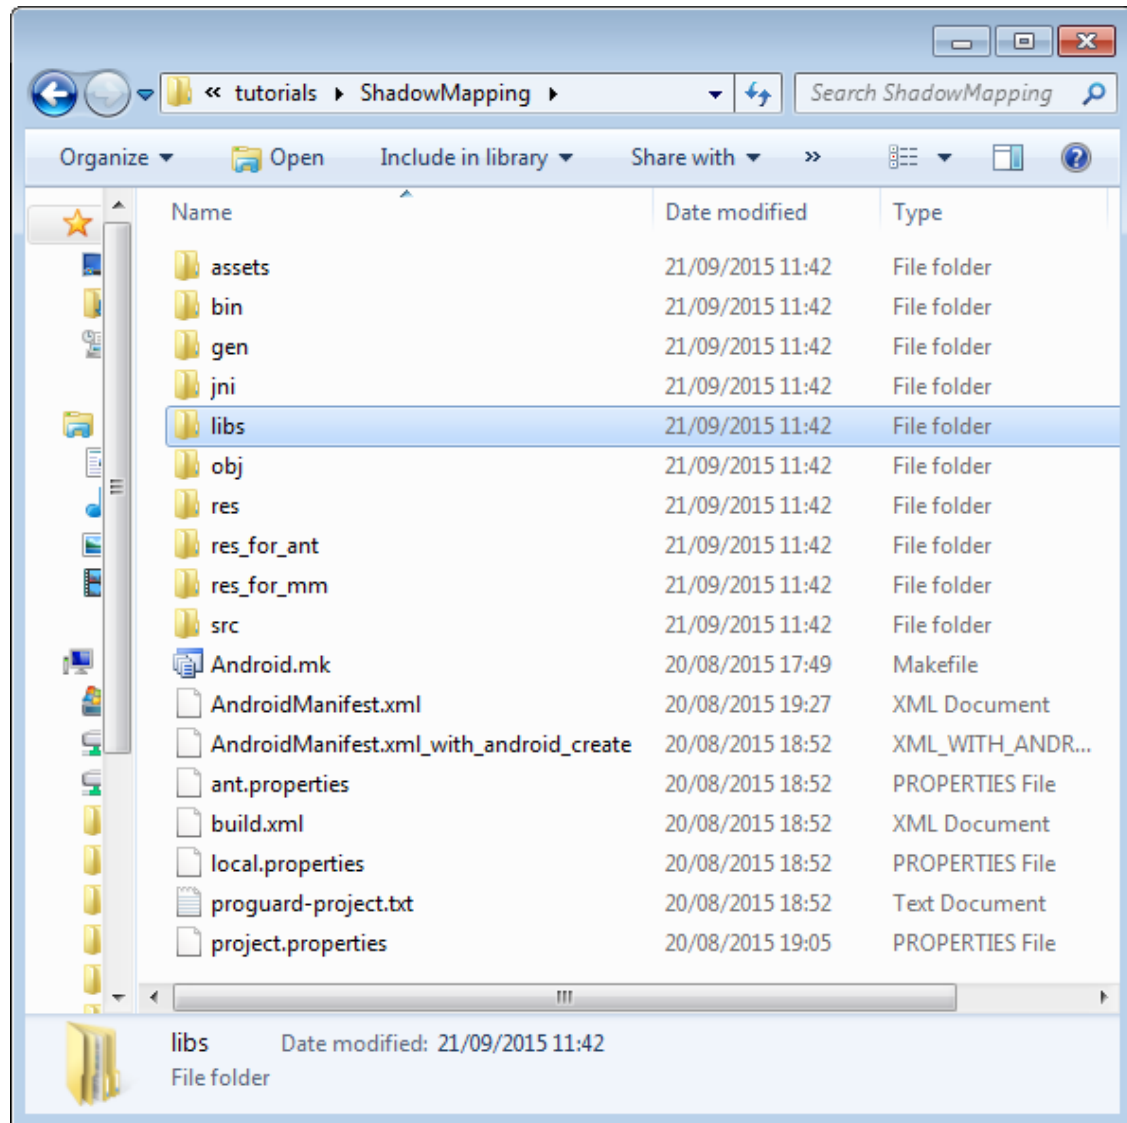 « tutorials ShadowMapping Search ShadowMapping
Organize Open Include in library Share with »
Name Date modified Type
assets 21/09/2015 11:42 File folder
bin 21/09/2015 11:42 File folder
gen 21/09/2015 11:42 File folder
jni 21/09/2015 11:42 File folder
libs 21/09/2015 11:42 File folder
obj 21/09/2015 11:42 File folder
res 21/09/2015 11:42 File folder
res_for_ant 21/09/2015 11:42 File folder
res_for_mm 21/09/2015 11:42 File folder
src 21/09/2015 11:42 File folder
Android.mk 20/08/2015 17:49 Makefile
AndroidManifest.xml 20/08/2015 19:27 XML Document
AndroidManifest.xml_with_android_create 20/08/2015 18:52 XML_WITH_ANDR...
ant.properties 20/08/2015 18:52 PROPERTIES File
build.xml 20/08/2015 18:52 XML Document
local.properties 20/08/2015 18:52 PROPERTIES File
proguard-project.txt 20/08/2015 18:52 Text Document
project.properties 20/08/2015 19:05 PROPERTIES File
libs Date modified: 21/09/2015 11:42
File folder